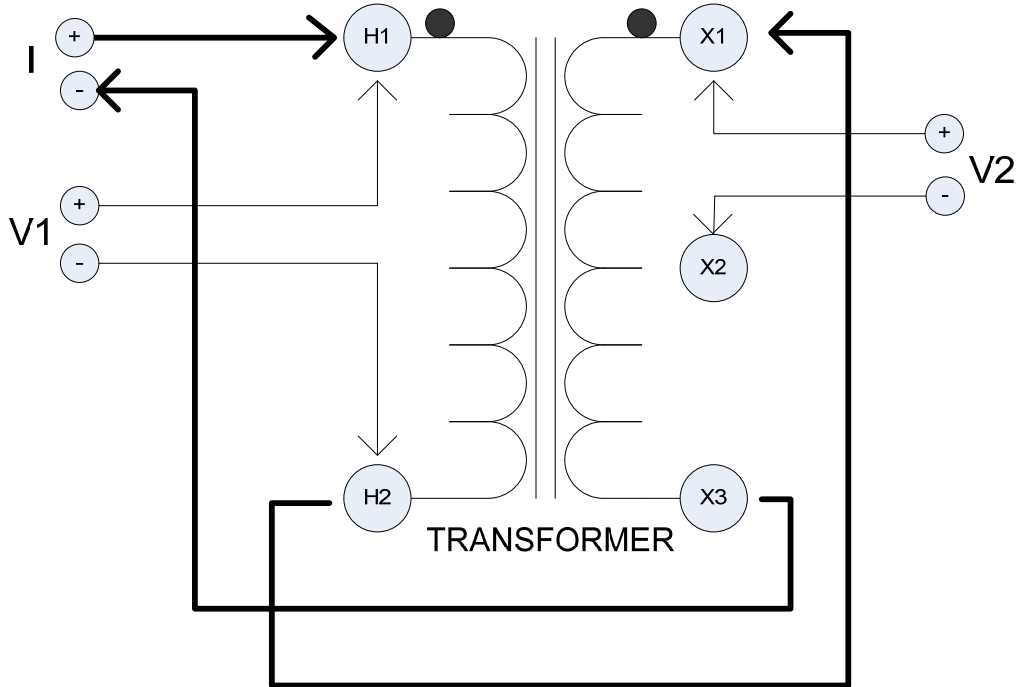 I
+
-
H1
X1
V1
+
-
+
-
V2
X2
H2
X3
TRANSFORMER